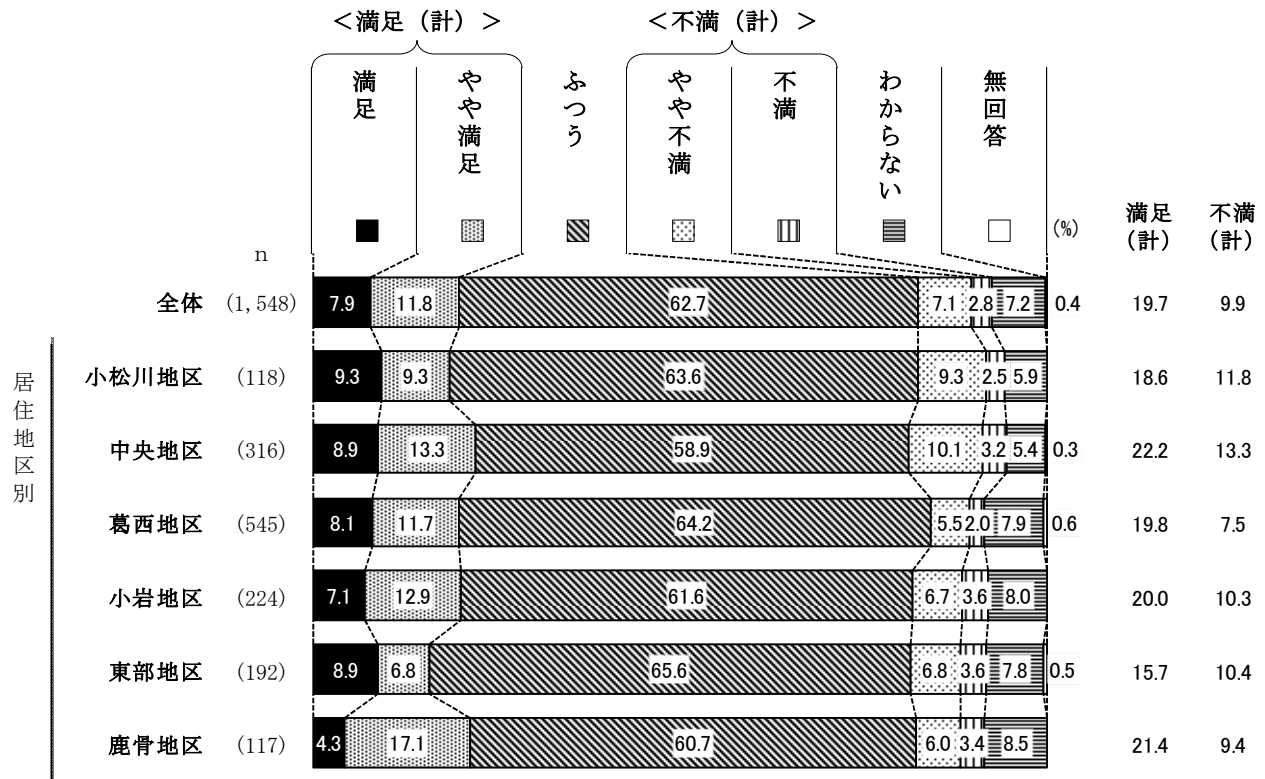 ＜満足（計）＞ ＜不満（計）＞
満足 やや満足 ふつう やや不満 不満 わからない 無回答
(%)
満足（計） 不満（計）
n
全体 (1,548) 7.9 11.8 62.7 7.1 2.8 7.2 0.4 19.7 9.9
居住地区別
小松川地区 (118) 9.3 9.3 63.6 9.3 2.5 5.9 18.6 11.8
中央地区 (316) 8.9 13.3 58.9 10.1 3.2 5.4 0.3 22.2 13.3
葛西地区 (545) 8.1 11.7 64.2 5.5 2.0 7.9 0.6 19.8 7.5
小岩地区 (224) 7.1 12.9 61.6 6.7 3.6 8.0 20.0 10.3
東部地区 (192) 8.9 6.8 65.6 6.8 3.6 7.8 0.5 15.7 10.4
鹿骨地区 (117) 4.3 17.1 60.7 6.0 3.4 8.5 21.4 9.4